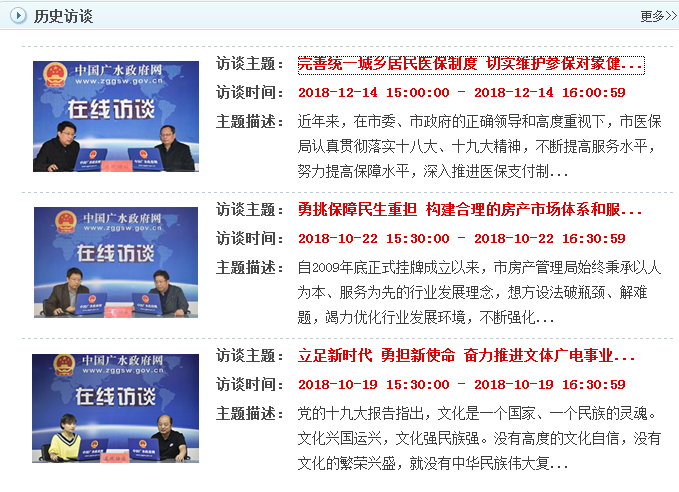 历史访谈
更多>>
中国广水政府网
www.zggsw.gov.cn
在线访谈
访谈主题： 完善统一城乡居民医保制度 切实维护参保对象健...
访谈时间： 2018-12-14 15:00:00 - 2018-12-14 16:00:59
主题描述： 近年来，在市委、市政府的正确领导和高度重视下，市医保
局认真贯彻落实十八大、十九大精神，不断提高服务水平，
努力提高保障水平，深入推进医保支付制...
中国广水政府网
www.zggsw.gov.cn
在线访谈
访谈主题： 勇挑保障民生重担 构建合理的房产市场体系和服...
访谈时间： 2018-10-22 15:30:00 - 2018-10-22 16:30:59
主题描述： 自2009年底正式挂牌成立以来，市房产管理局始终秉承以人
为本、服务为先的行业发展理念，想方设法破瓶颈、解难
题，竭力优化行业发展环境，不断强化...
中国广水政府网
www.zggsw.gov.cn
在线访谈
访谈主题： 立足新时代 勇担新使命 奋力推进文体广电事业...
访谈时间： 2018-10-19 15:30:00 - 2018-10-19 16:30:59
主题描述： 党的十九大报告指出，文化是一个国家、一个民族的灵魂。
文化兴国运兴，文化强民族强。没有高度的文化自信，没有
文化的繁荣兴盛，就没有中华民族伟大复...